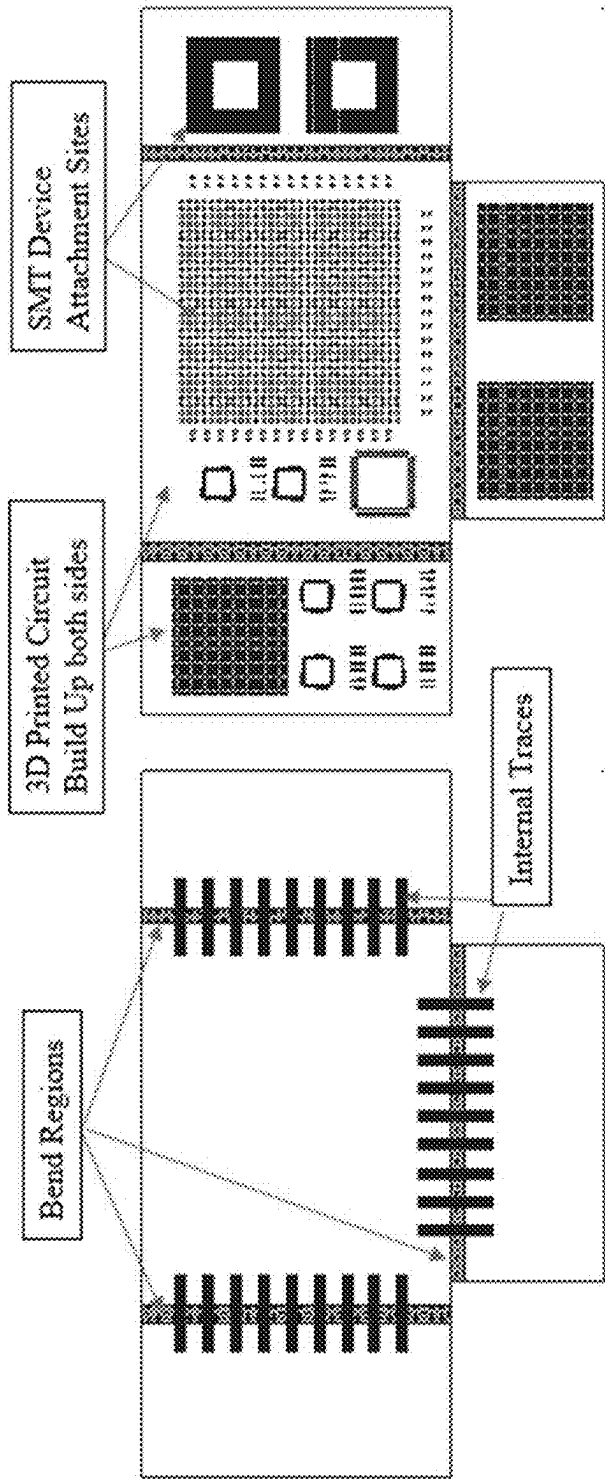 Bend Regions
3D Printed Circuit
Build Up both sides
SMT Device
Attachment Sites
Internal Traces